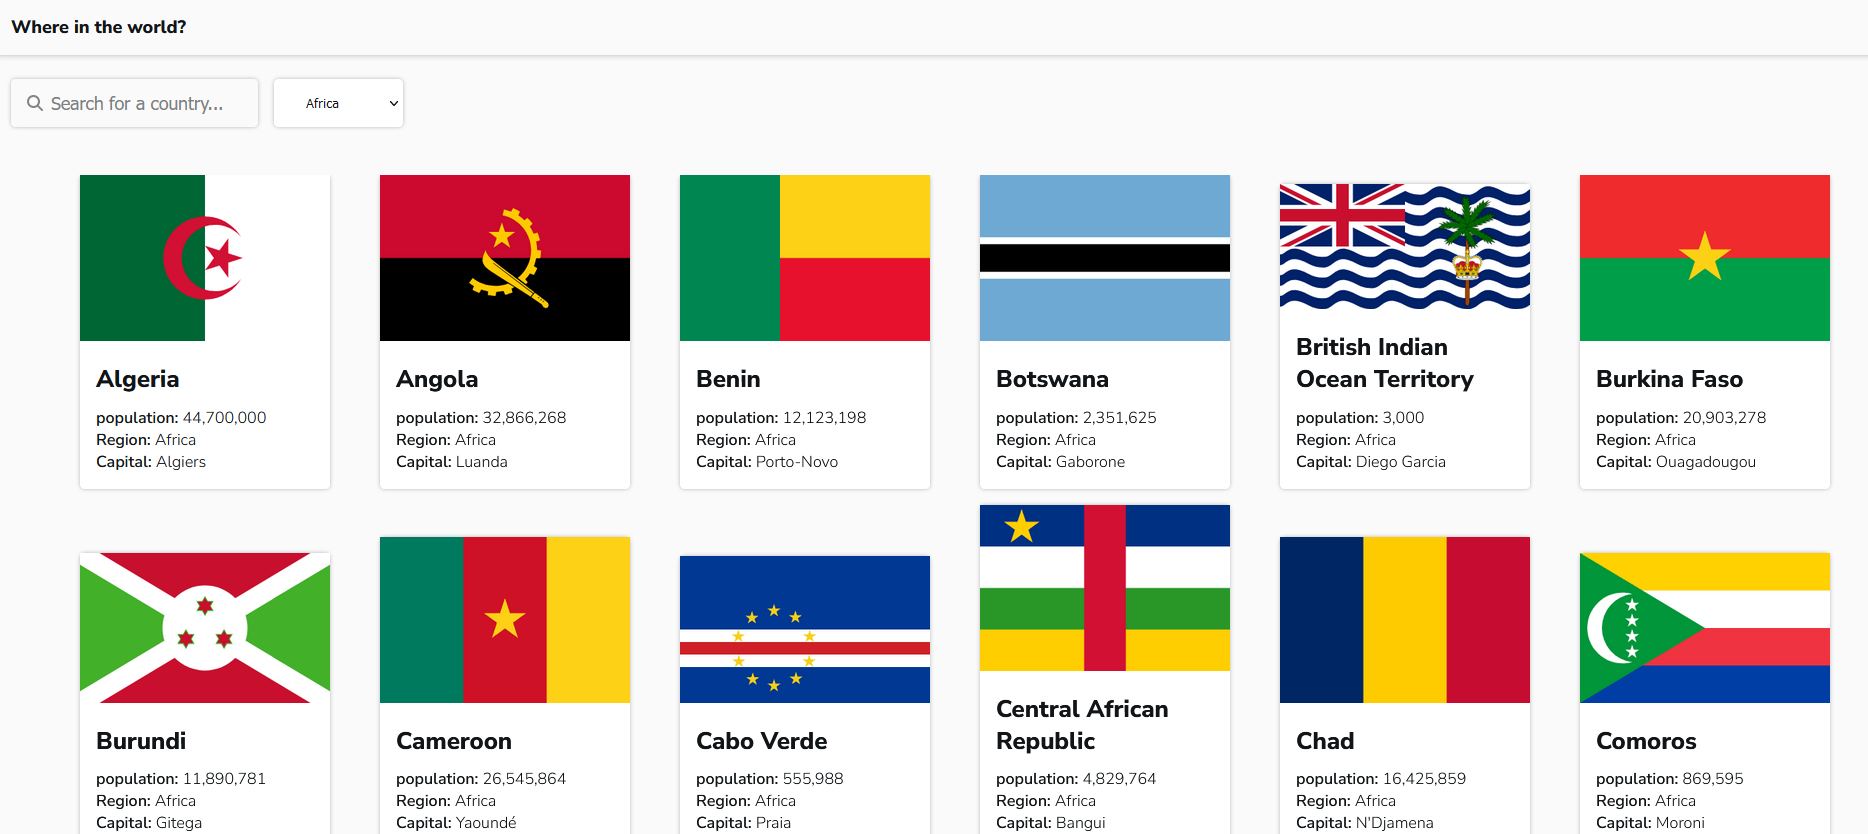 Where in the world?
Search for a country...
Africa
Algeria
population: 44,700,000
Region: Africa
Capital: Algiers
Angola
population: 32,866,268
Region: Africa
Capital: Luanda
Benin
population: 12,123,198
Region: Africa
Capital: Porto-Novo
Botswana
population: 2,351,625
Region: Africa
Capital: Gaborone
British Indian
Ocean Territory
population: 3,000
Region: Africa
Capital: Diego Garcia
Burkina Faso
population: 20,903,278
Region: Africa
Capital: Ouagadougou
Burundi
population: 11,890,781
Region: Africa
Capital: Gitega
Cameroon
population: 26,545,864
Region: Africa
Capital: Yaoundé
Cabo Verde
population: 555,988
Region: Africa
Capital: Praia
Central African
Republic
population: 4,829,764
Region: Africa
Capital: Bangui
Chad
population: 16,425,859
Region: Africa
Capital: N'Djamena
Comoros
population: 869,595
Region: Africa
Capital: Moroni